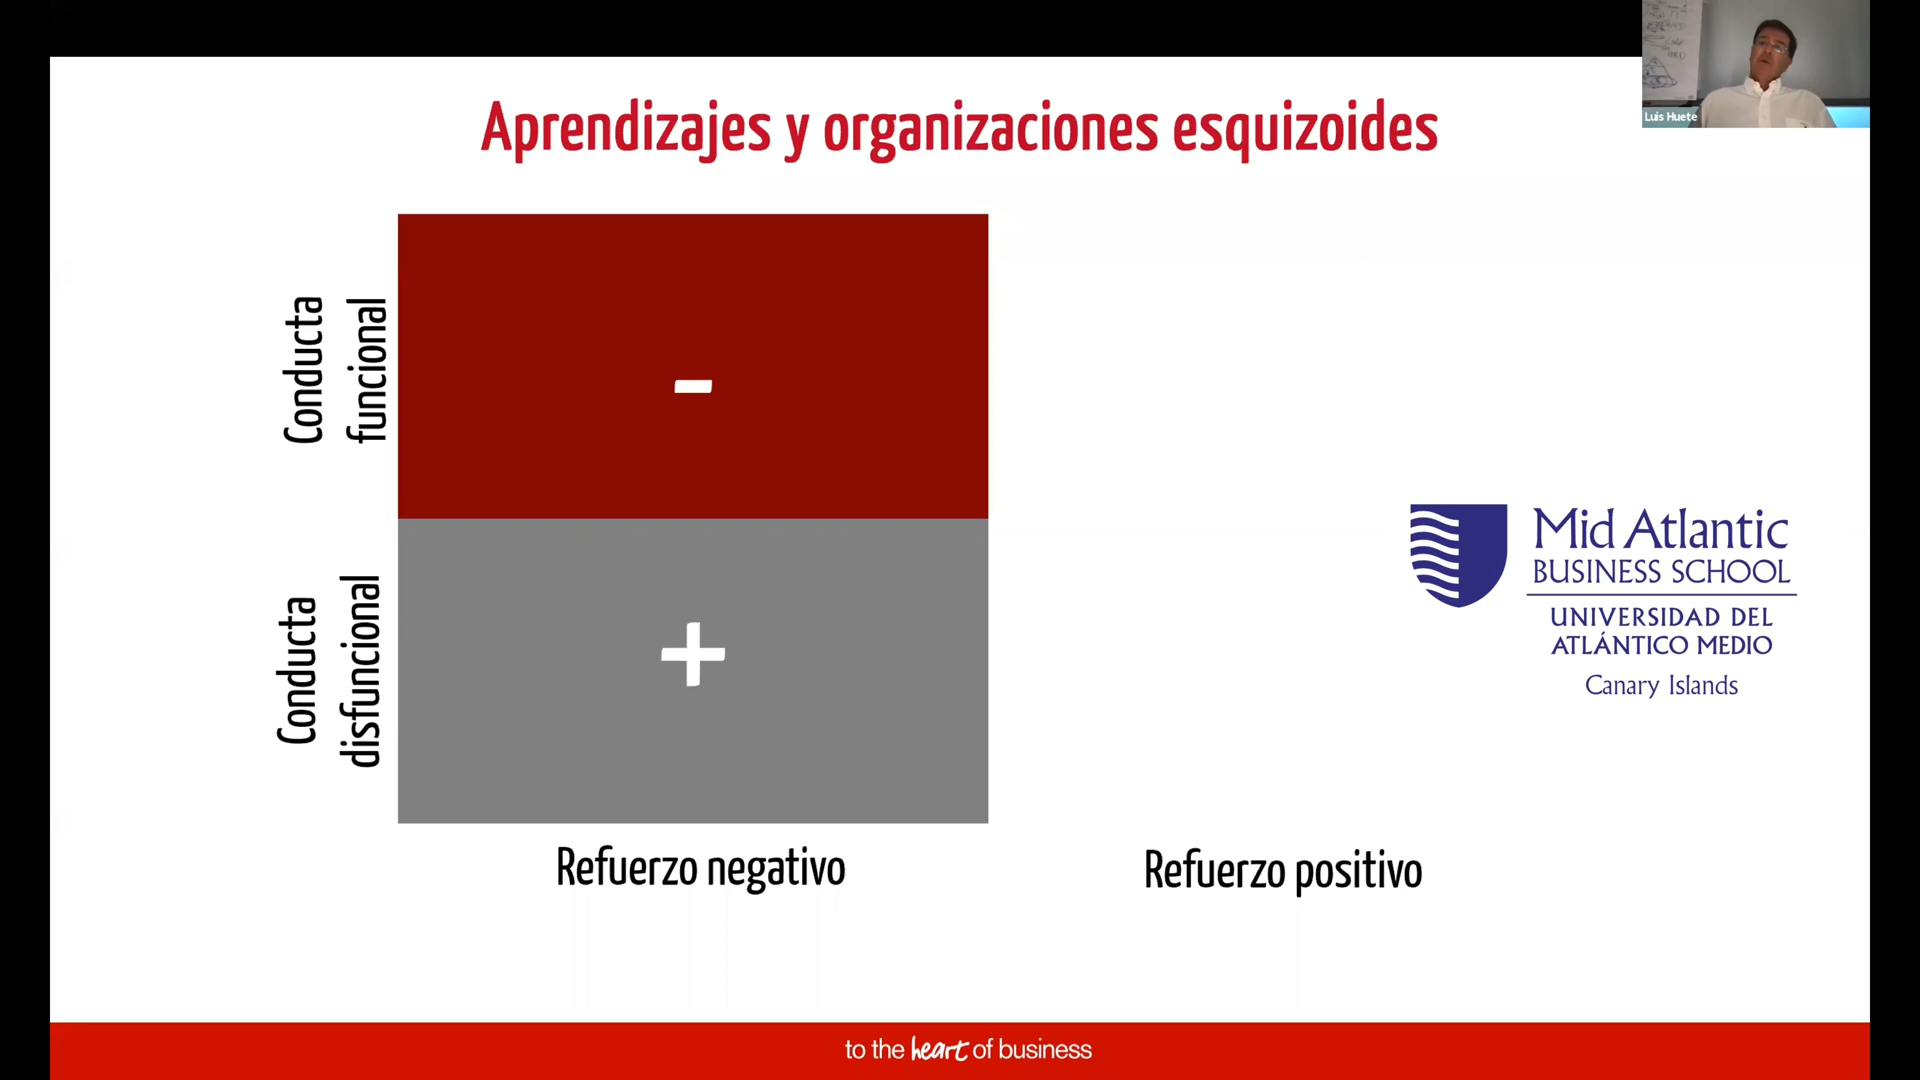 Luis Huete
Aprendizajes y organizaciones esquizoides
Conducta
funcional
-
Conducta
disfuncional
+
Refuerzo negativo
Refuerzo positivo
Mid Atlantic
BUSINESS SCHOOL
UNIVERSIDAD DEL
ATLÁNTICO MEDIO
Canary Islands
to the heart of business